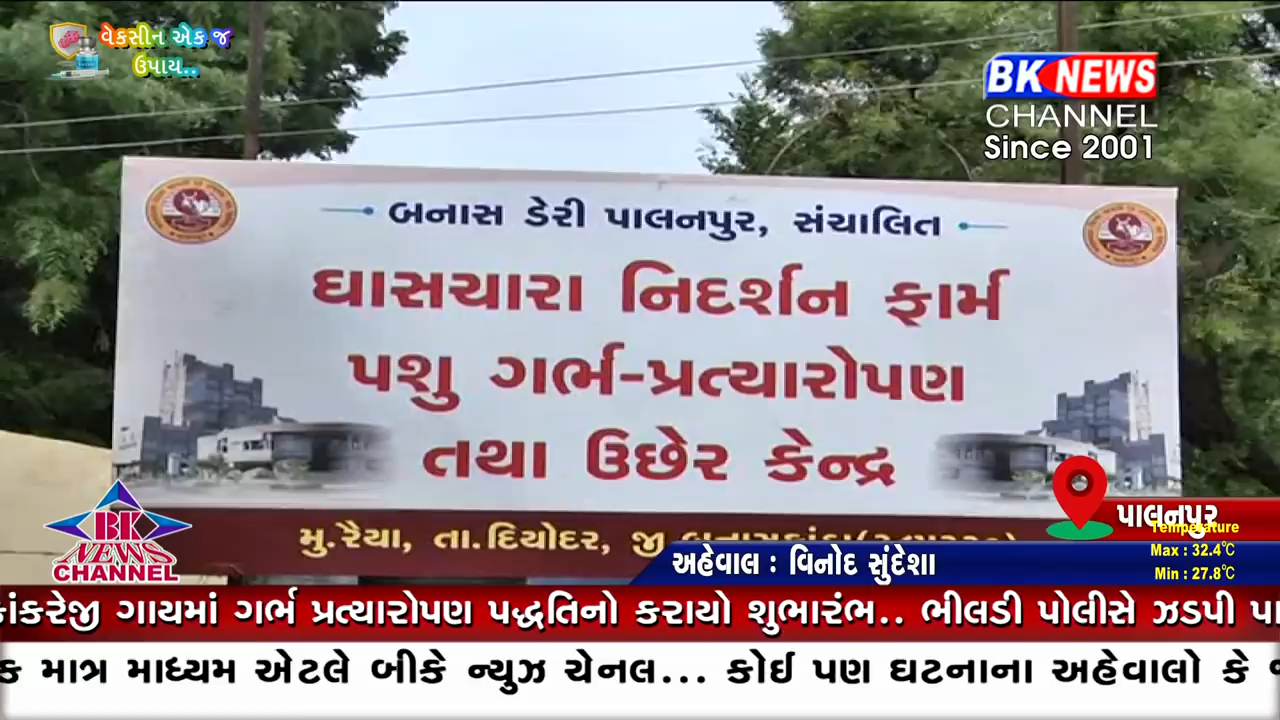 વેકસીન એક જ
ઉપાય..
BK NEWS
CHANNEL
Since 2001
બનાસ ડેરી પાલનપુર, સંચાલિત
ઘાસચારા નિદર્શન ફાર્મ
પશુ ગર્ભ-પ્રત્યારોપણ
તથા ઉછેર કેન્દ્ર
મુ.રૈયા, તા.દિયોદર, જી
પાલનપુર
Temperature
Max : 32.4℃
Min : 27.8℃
અહેવાલ : વિનોદ સુંદેશા
BK
NEWS
CHANNEL
કાંકરેજી ગાયમાં ગર્ભ પ્રત્યારોપણ પદ્ધતિનો કરાયો શુભારંભ.. ભીલડી પોલીસે ઝડપી પા
ક માત્ર માધ્યમ એટલે બીકે ન્યુઝ ચેનલ... કોઈ પણ ઘટનાના અહેવાલો કે